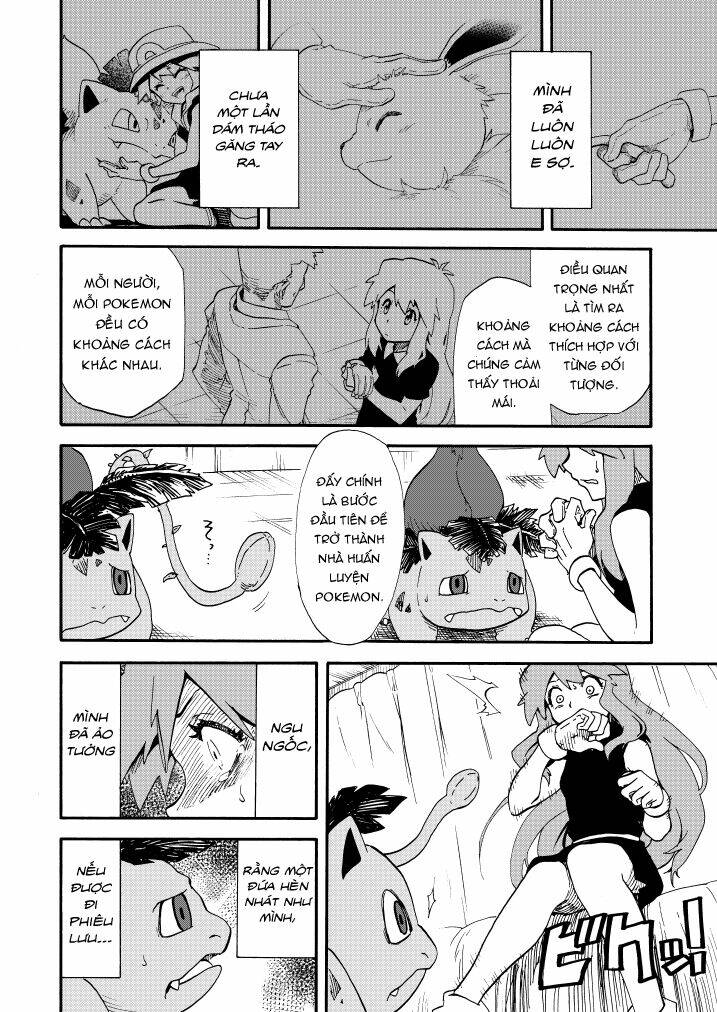 MÌNH
ĐÃ
LUÔN
LUÔN
E SỢ..
CHƯA
MỘT LẦN
DÁM THÁO
GĂNG TAY
RA.
ĐIỀU QUAN
TRỌNG NHẤT
LÀ TÌM RA
KHOẢNG CÁCH
THÍCH HỢP VỚI
TỪNG ĐỐI
TƯỢNG.
KHOẢNG
CÁCH MÀ
CHÚNG CẢM
THẤY THOẢI
MÁI.
MỖI NGƯỜI,
MỖI POKEMON
ĐỀU CÓ
KHOẢNG CÁCH
KHÁC NHAU.
ĐẤY CHÍNH
LÀ BƯỚC
ĐẦU TIÊN ĐỂ
TRỞ THÀNH
NHÀ HUẤN
LUYỆN
POKEMON.
ビクッ!
NGU
NGỐC,
MÌNH
ĐÃ ẢO
TƯỞNG
RẰNG MỘT
ĐỨA HÈN
NHÁT NHƯ
MÌNH,
NẾU
ĐƯỢC
ĐI
PHIÊU
LƯU...